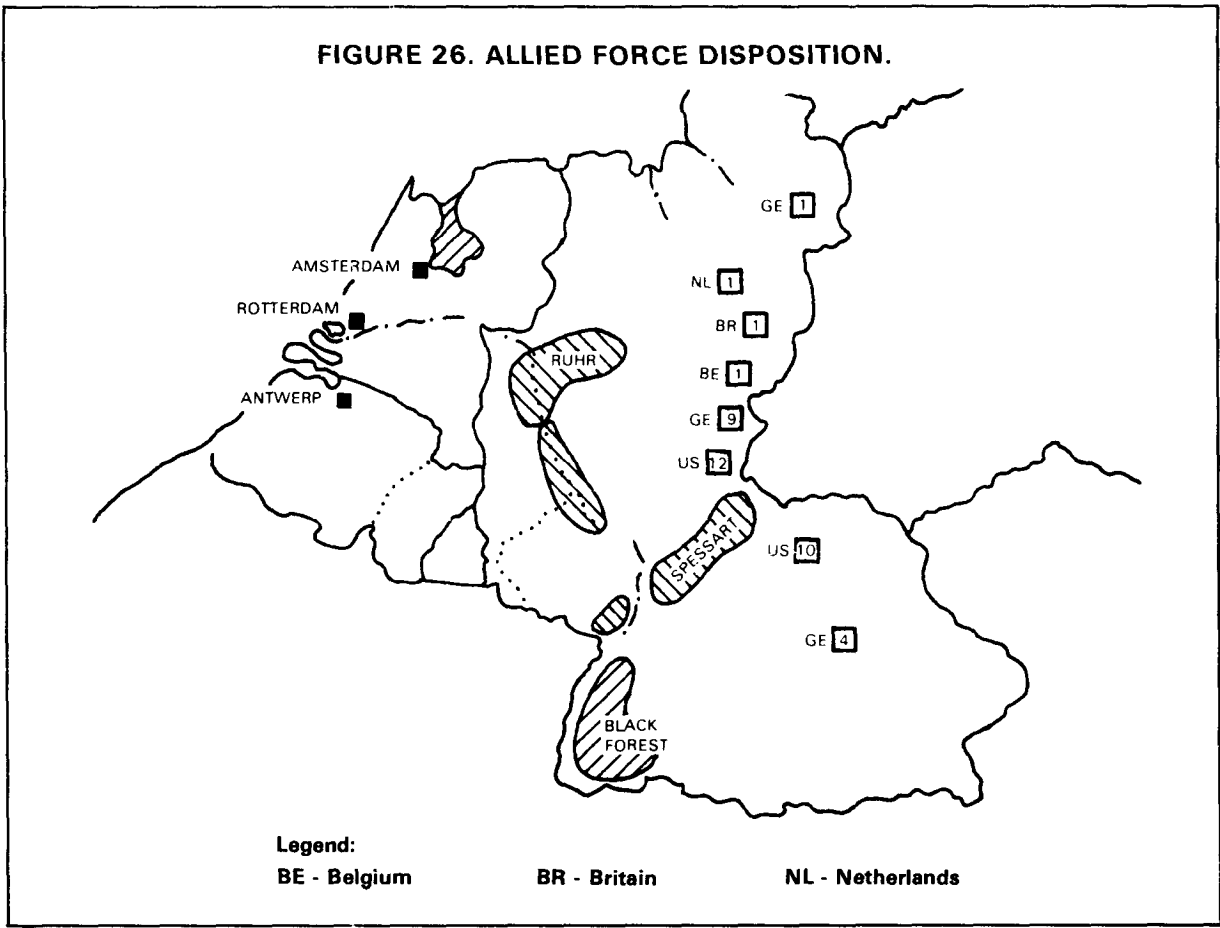 FIGURE 26. ALLIED FORCE DISPOSITION.
GE 1
AMSTERDAM
NL 1
ROTTERDAM
BR 1
RUHR
BE 1
ANTWERP
GE 9
US 12
SPESSART
US 10
GE 4
BLACK
FOREST
Legend:
BE - Belgium BR - Britain NL - Netherlands